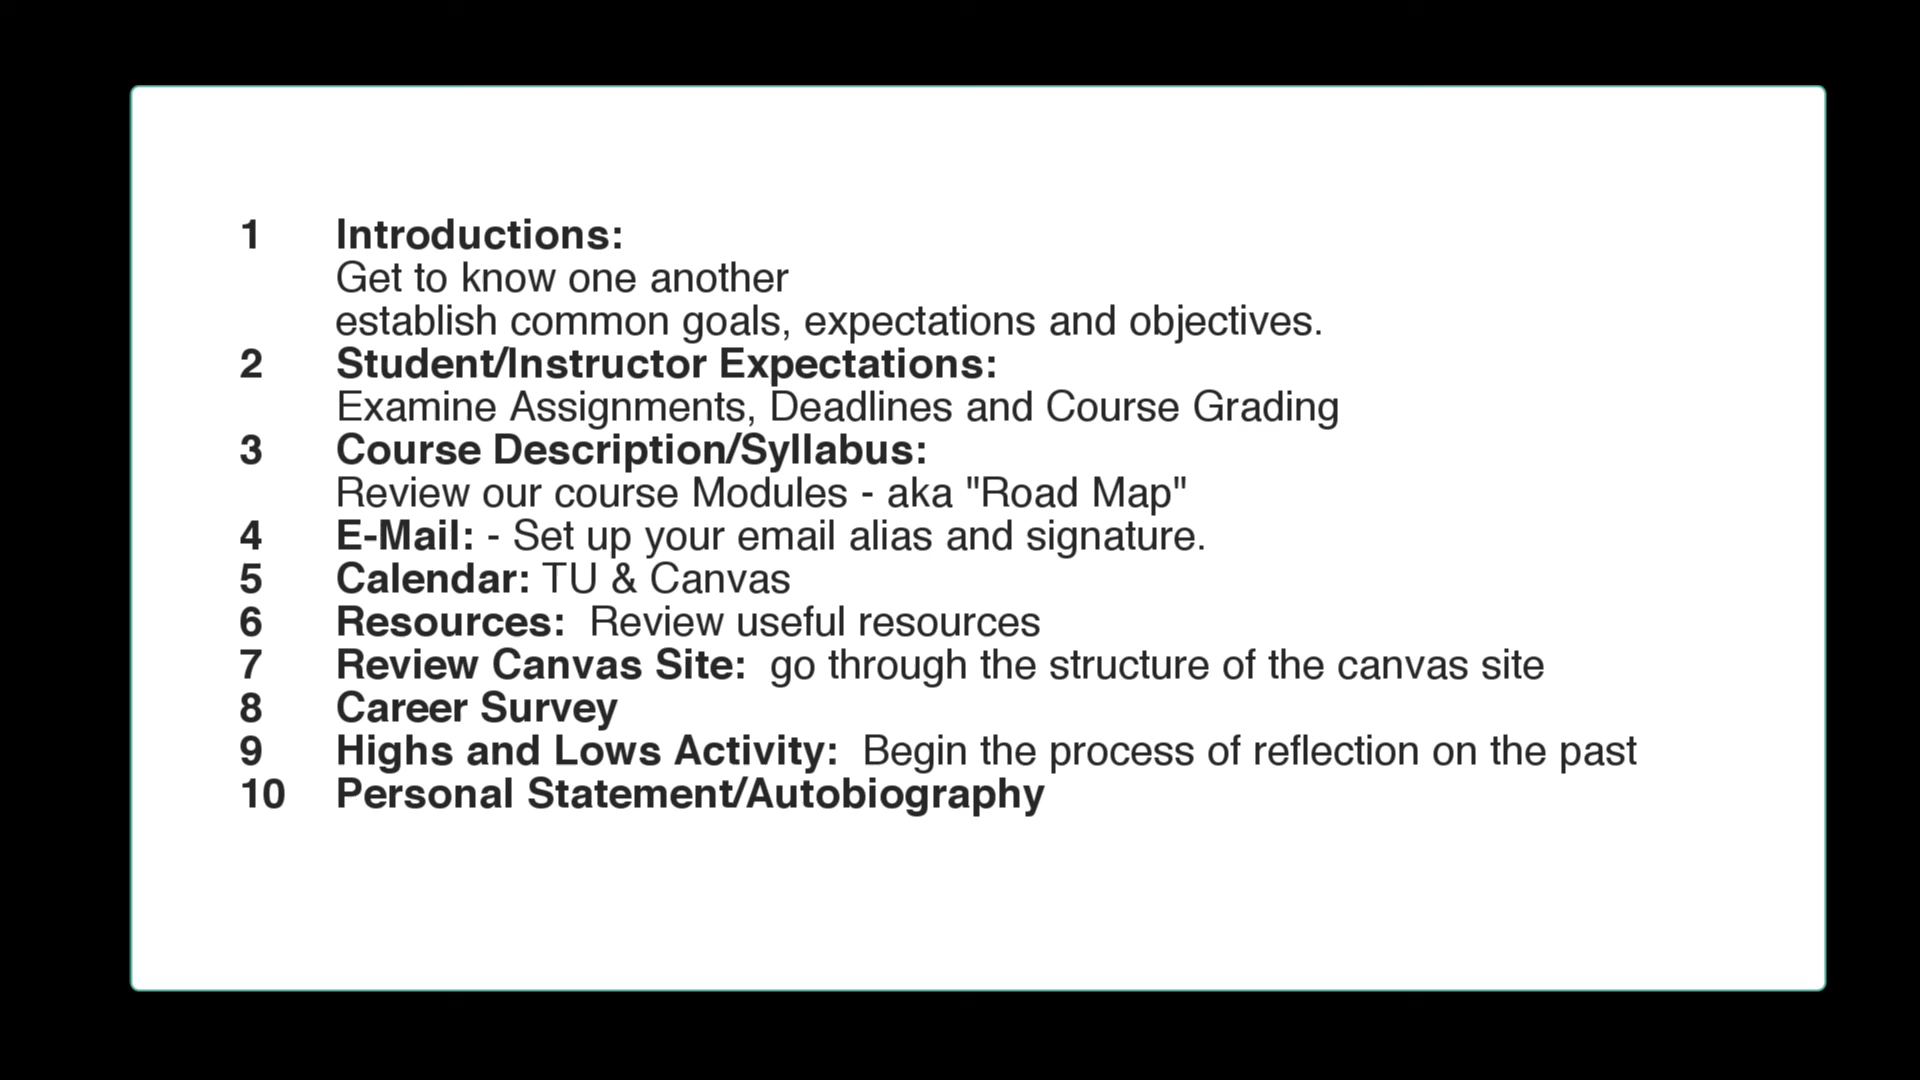 1 Introductions:
Get to know one another
establish common goals, expectations and objectives.
2 Student/Instructor Expectations:
Examine Assignments, Deadlines and Course Grading
3 Course Description/Syllabus:
Review our course Modules - aka "Road Map"
4 E-Mail: - Set up your email alias and signature.
5 Calendar: TU & Canvas
6 Resources:  Review useful resources
7 Review Canvas Site:  go through the structure of the canvas site
8 Career Survey
9 Highs and Lows Activity:  Begin the process of reflection on the past
10 Personal Statement/Autobiography